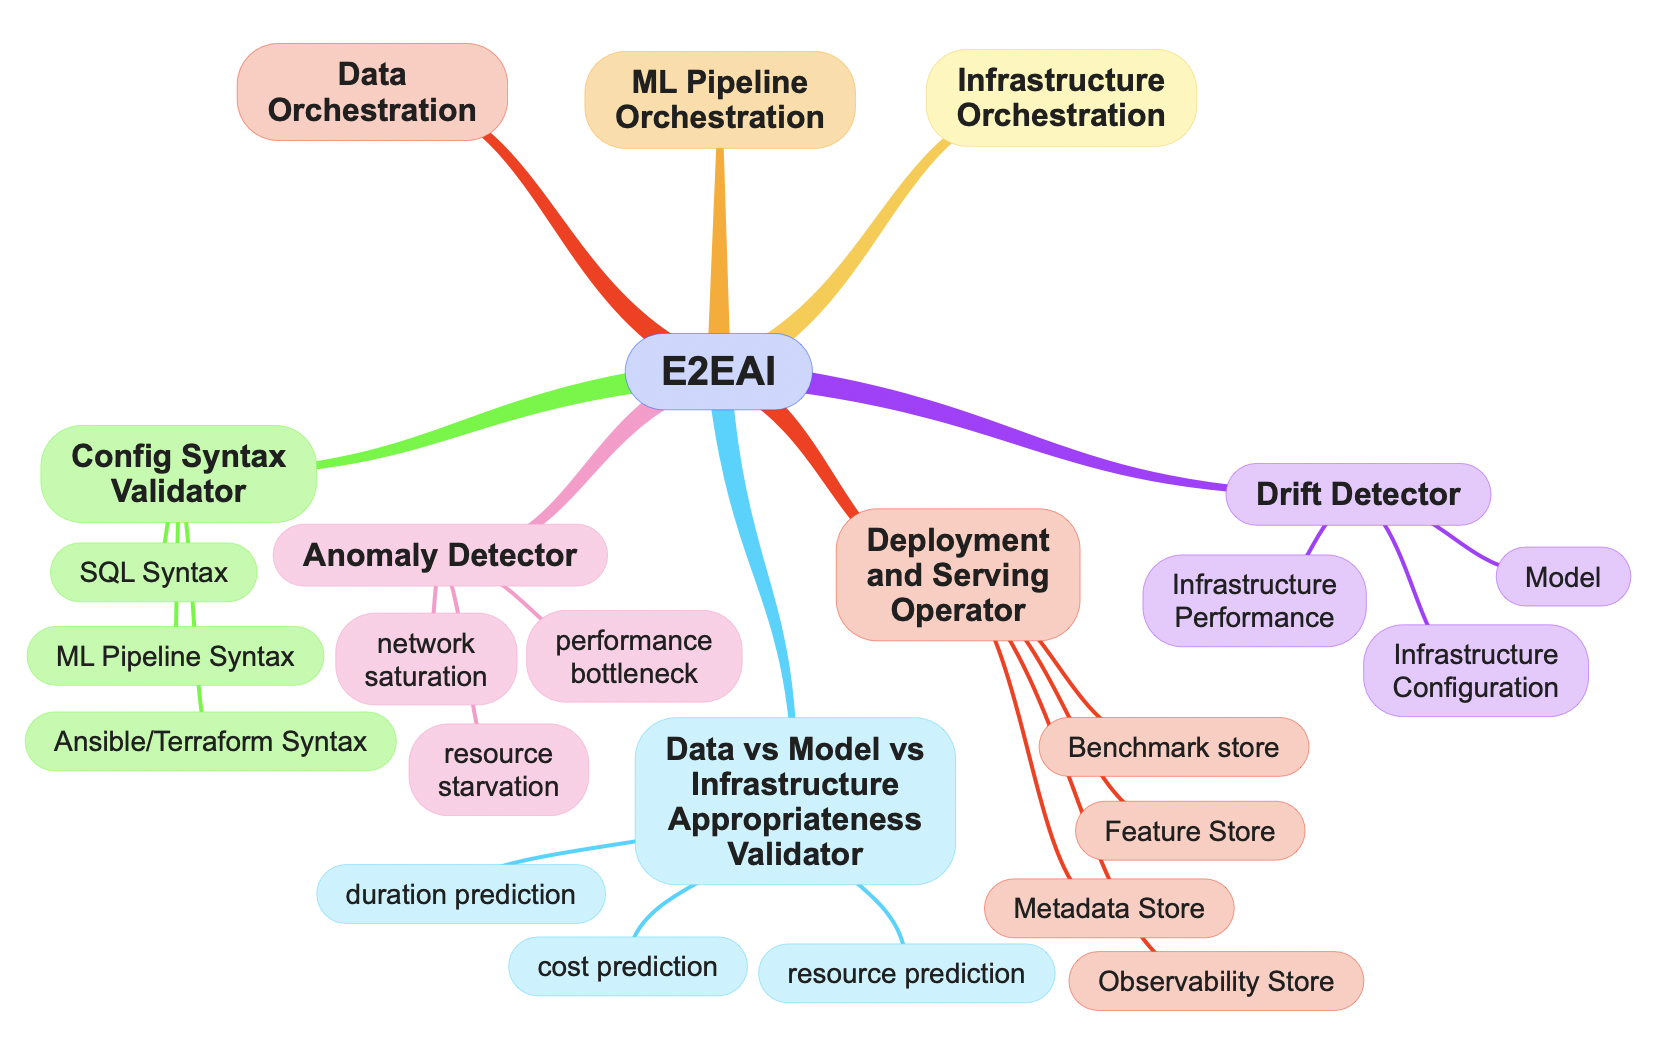 Data
Orchestration
ML Pipeline
Orchestration
Infrastructure
Orchestration
E2EAI
Config Syntax
Validator
SQL Syntax
ML Pipeline Syntax
Ansible/Terraform Syntax
Anomaly Detector
network
saturation
performance
bottleneck
resource
starvation
Data vs Model vs
Infrastructure
Appropriateness
Validator
duration prediction
cost prediction
resource prediction
Deployment
and Serving
Operator
Benchmark store
Feature Store
Metadata Store
Observability Store
Drift Detector
Infrastructure
Performance
Infrastructure
Configuration
Model